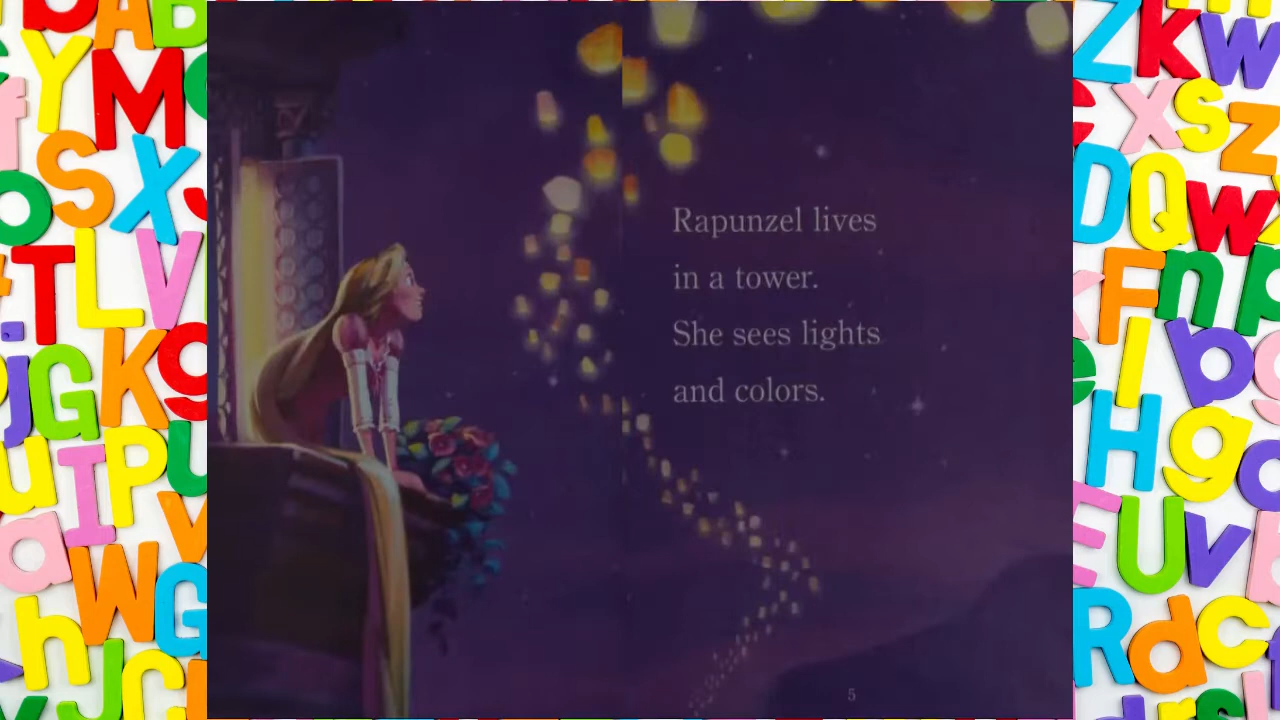 Rapunzel lives
in a tower.
She sees lights
and colors.
5